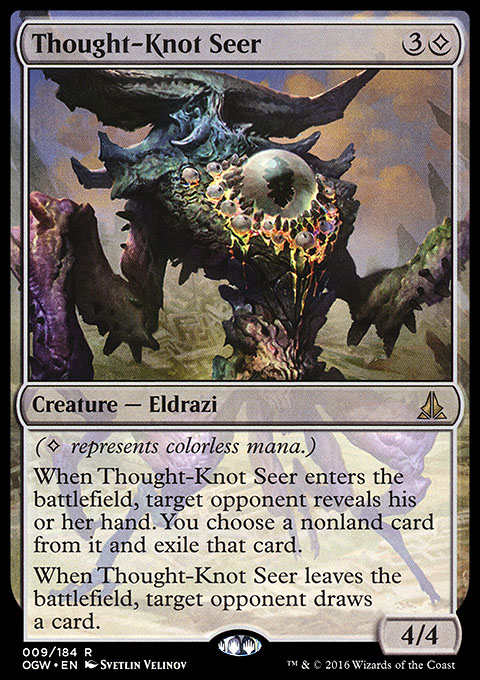 Thought-Knot Seer 3
Creature — Eldrazi
(◇ represents colorless mana.)
When Thought-Knot Seer enters the
battlefield, target opponent reveals his
or her hand. You choose a nonland card
from it and exile that card.
When Thought-Knot Seer leaves the
battlefield, target opponent draws
a card.
4/4
009/184 R
OGW • EN Svetlin Velinov
™ & © 2016 Wizards of the Coast